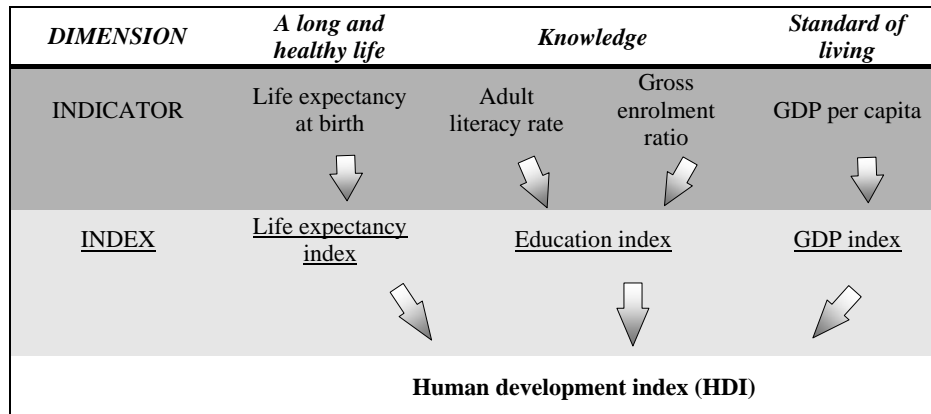 DIMENSION
A long and
healthy life
Knowledge
Standard of
living
INDICATOR
Life expectancy
at birth
Adult
literacy rate
Gross
enrolment
ratio
GDP per capita
INDEX
Life expectancy
index
Education index
GDP index
Human development index (HDI)